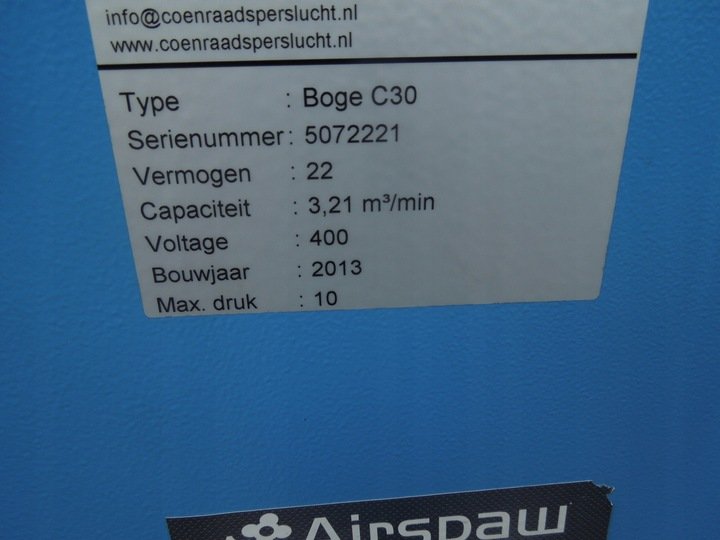 info@coenraadsperslucht.nl
www.coenraadsperslucht.nl
Type : Boge C30
Serienummer : 5072221
Vermogen : 22
Capaciteit : 3,21 m³/min
Voltage : 400
Bouwjaar : 2013
Max. druk : 10
Airspaw